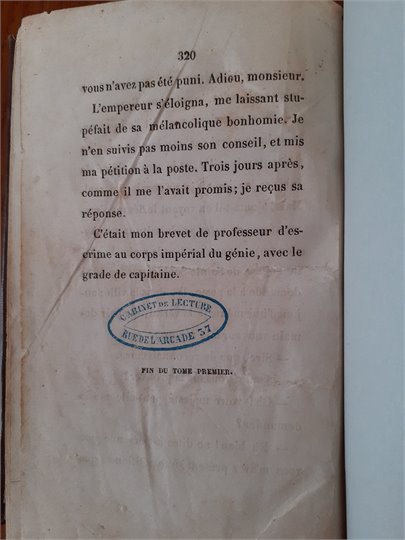 320
vous n'avez pas été puni. Adieu, monsieur.
L'empereur s'éloigna, me laissant stu-
péfait de sa mélancolique bonhomie. Je
n'en suivis pas moins son conseil, et mis
ma pétition à la poste. Trois jours après,
comme il me l'avait promis; je reçus sa
réponse.
C'était mon brevet de professeur d'es-
crime au corps impérial du génie, avec le
grade de capitaine.
CABINET DE LECTURE
RUE DE L'ARCADE 37
FIN DU TOME PREMIER.